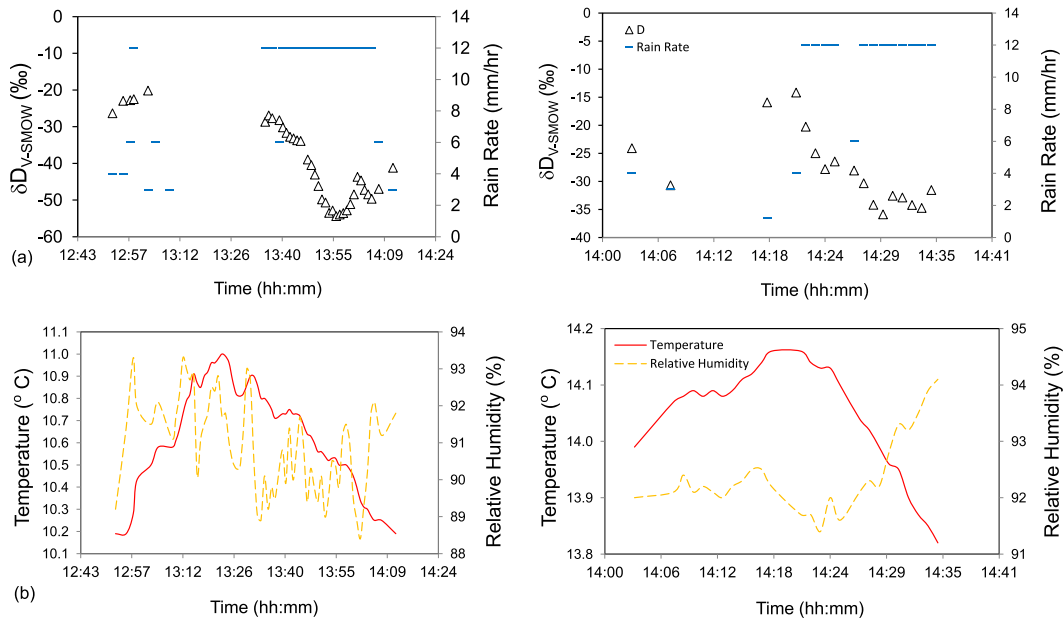 0
-10
-20
-30
-40
-50
-60
δD V-SMOW (‰)
14
12
10
8
6
4
2
0
Rain Rate (mm/hr)
12:43 12:57 13:12 13:26 13:40 13:55 14:09 14:24
Time (hh:mm)
(a)
0
-5
-10
-15
-20
-25
-30
-35
-40
δD V-SMOW (‰)
D
Rain Rate
14
12
10
8
6
4
2
0
Rain Rate (mm/hr)
14:00 14:06 14:12 14:18 14:24 14:29 14:35 14:41
Time (hh:mm)
11.1
11.0
10.9
10.8
10.7
10.6
10.5
10.4
10.3
10.2
10.1
Temperature (º C)
94
93
92
91
90
89
88
Relative Humidity (%)
12:43 12:57 13:12 13:26 13:40 13:55 14:09 14:24
Time (hh:mm)
(b)
14.2
14.1
14.0
13.9
13.8
Temperature (º C)
Temperature
Relative Humidity
95
94
93
92
91
Relative Humidity (%)
14:00 14:06 14:12 14:18 14:24 14:29 14:35 14:41
Time (hh:mm)